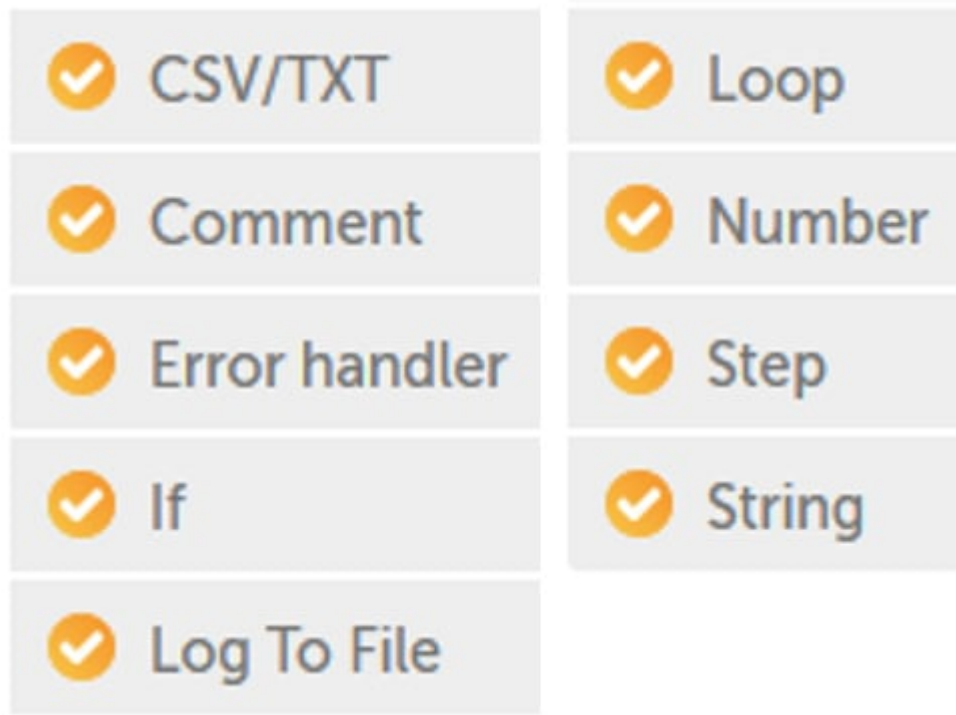 CSV/TXT
Comment
Error handler
If
Log To File
Loop
Number
Step
String